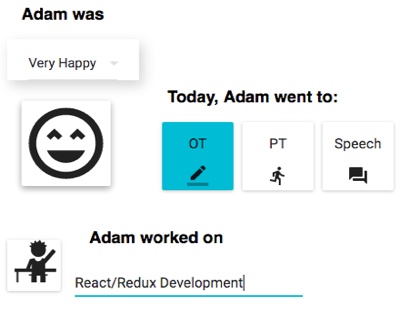 Adam was
Very Happy
Today, Adam went to:
OT PT Speech
Adam worked on
React/Redux Development